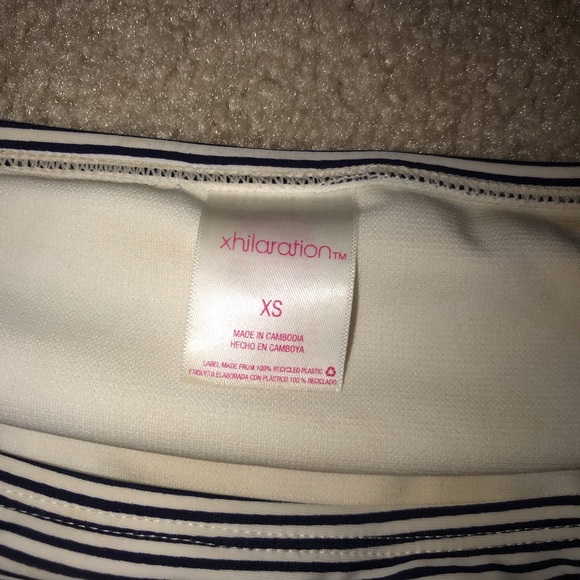 xhilaration™
XS
MADE IN CAMBODIA
HECHO EN CAMBOYA
LABEL MADE FROM 100% RECYCLED PLASTIC
ETIQUETA ELABORADA CON PLÁSTICO 100 % RECICLADO